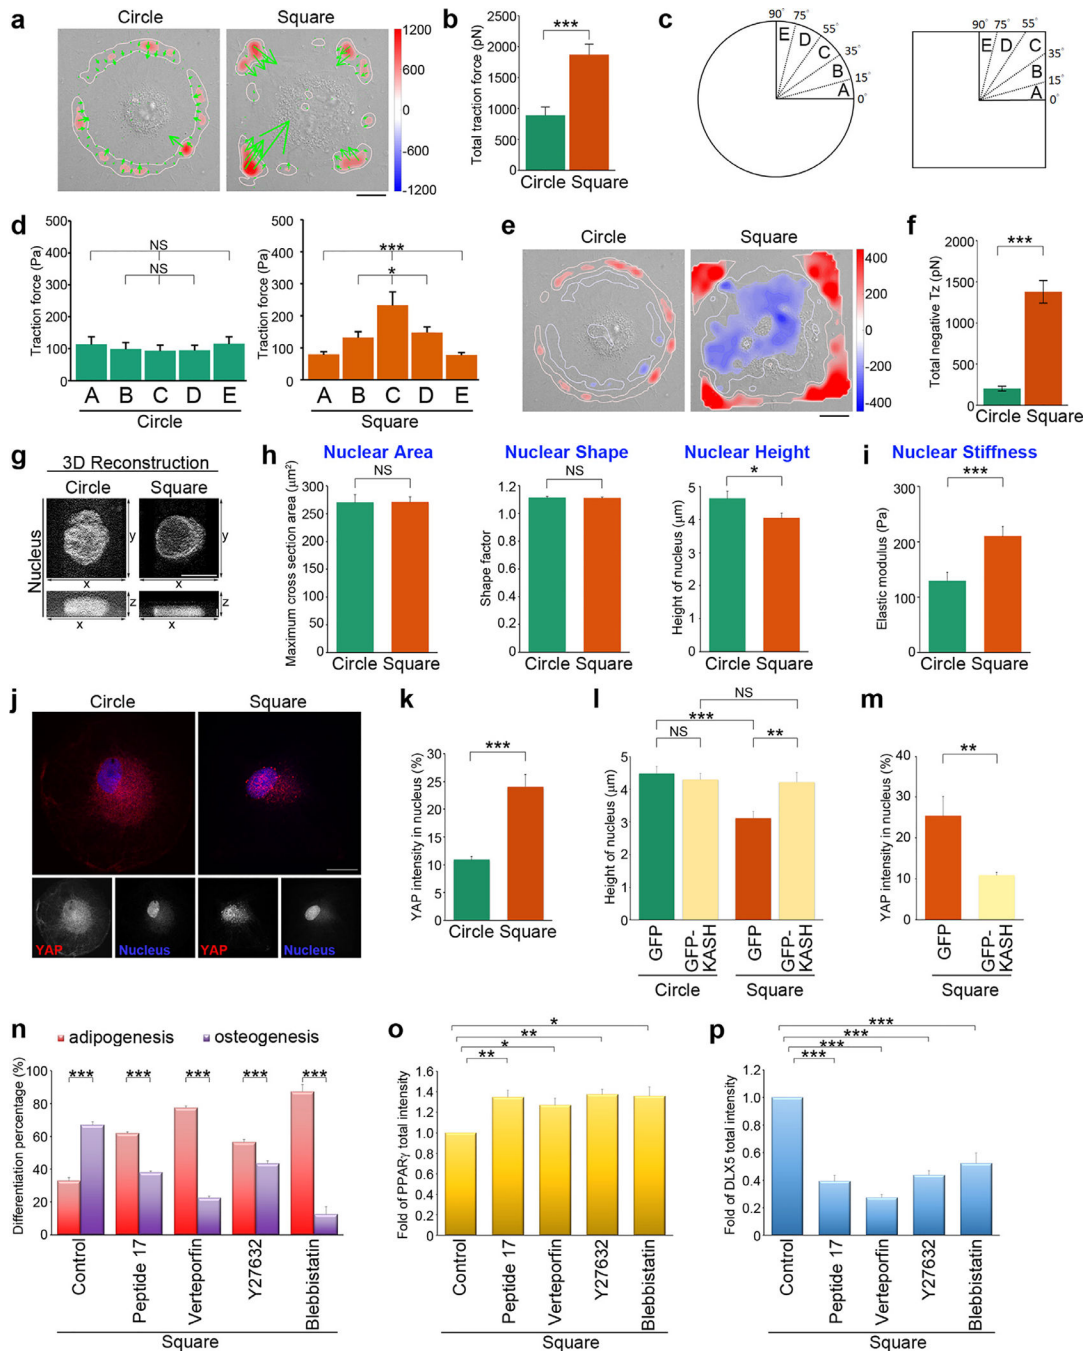 a
Circle
Square
1200
600
0
-600
-1200
b
***
Total traction force (pN)
2500
2000
1500
1000
500
0
Circle Square
c
90° 75° 55° 35° 15° 0°
E D C B A
90° 75° 55° 35° 15° 0°
E D C B A
d
Traction force (Pa)
500
400
300
200
100
0
NS
NS
A B C D E
Circle
Traction force (Pa)
500
400
300
200
100
0
***
*
A B C D E
Square
e
Circle
Square
400
200
0
-200
-400
f
***
Total negative Tz (pN)
2000
1500
1000
500
0
Circle Square
g
3D Reconstruction
Circle
Square
Nucleus
y
y
x
x
z
z
x
x
h
Nuclear Area
NS
Maximum cross section area (μm²)
300
250
200
150
100
50
0
Circle Square
Nuclear Shape
NS
Shape factor
1.2
1.0
0.8
0.6
0.4
0.2
0
Circle Square
Nuclear Height
*
Height of nucleus (μm)
5
4
3
2
1
0
Circle Square
i
Nuclear Stiffness
***
Elastic modulus (Pa)
300
200
100
0
Circle Square
j
Circle
Square
YAP
Nucleus
YAP
Nucleus
k
***
YAP intensity in nucleus (%)
30
25
20
15
10
5
0
Circle Square
l
NS
***
NS
**
Height of nucleus (μm)
5
4
3
2
1
0
GFP
GFP-
KASH
GFP
GFP-
KASH
Circle
Square
m
**
YAP intensity in nucleus (%)
40
30
20
10
0
GFP
GFP-
KASH
Square
n
adipogenesis
osteogenesis
Differentiation percentage (%)
100
80
60
40
20
0
*** *** *** *** ***
Control
Peptide 17
Verteporfin
Y27632
Blebbistatin
Square
o
*
**
*
**
Fold of PPARγ total intensity
1.6
1.4
1.2
1.0
0.8
0.6
0.4
0.2
0
Control
Peptide 17
Verteporfin
Y27632
Blebbistatin
Square
p
***
***
***
***
Fold of DLX5 total intensity
1.2
1.0
0.8
0.6
0.4
0.2
0
Control
Peptide 17
Verteporfin
Y27632
Blebbistatin
Square